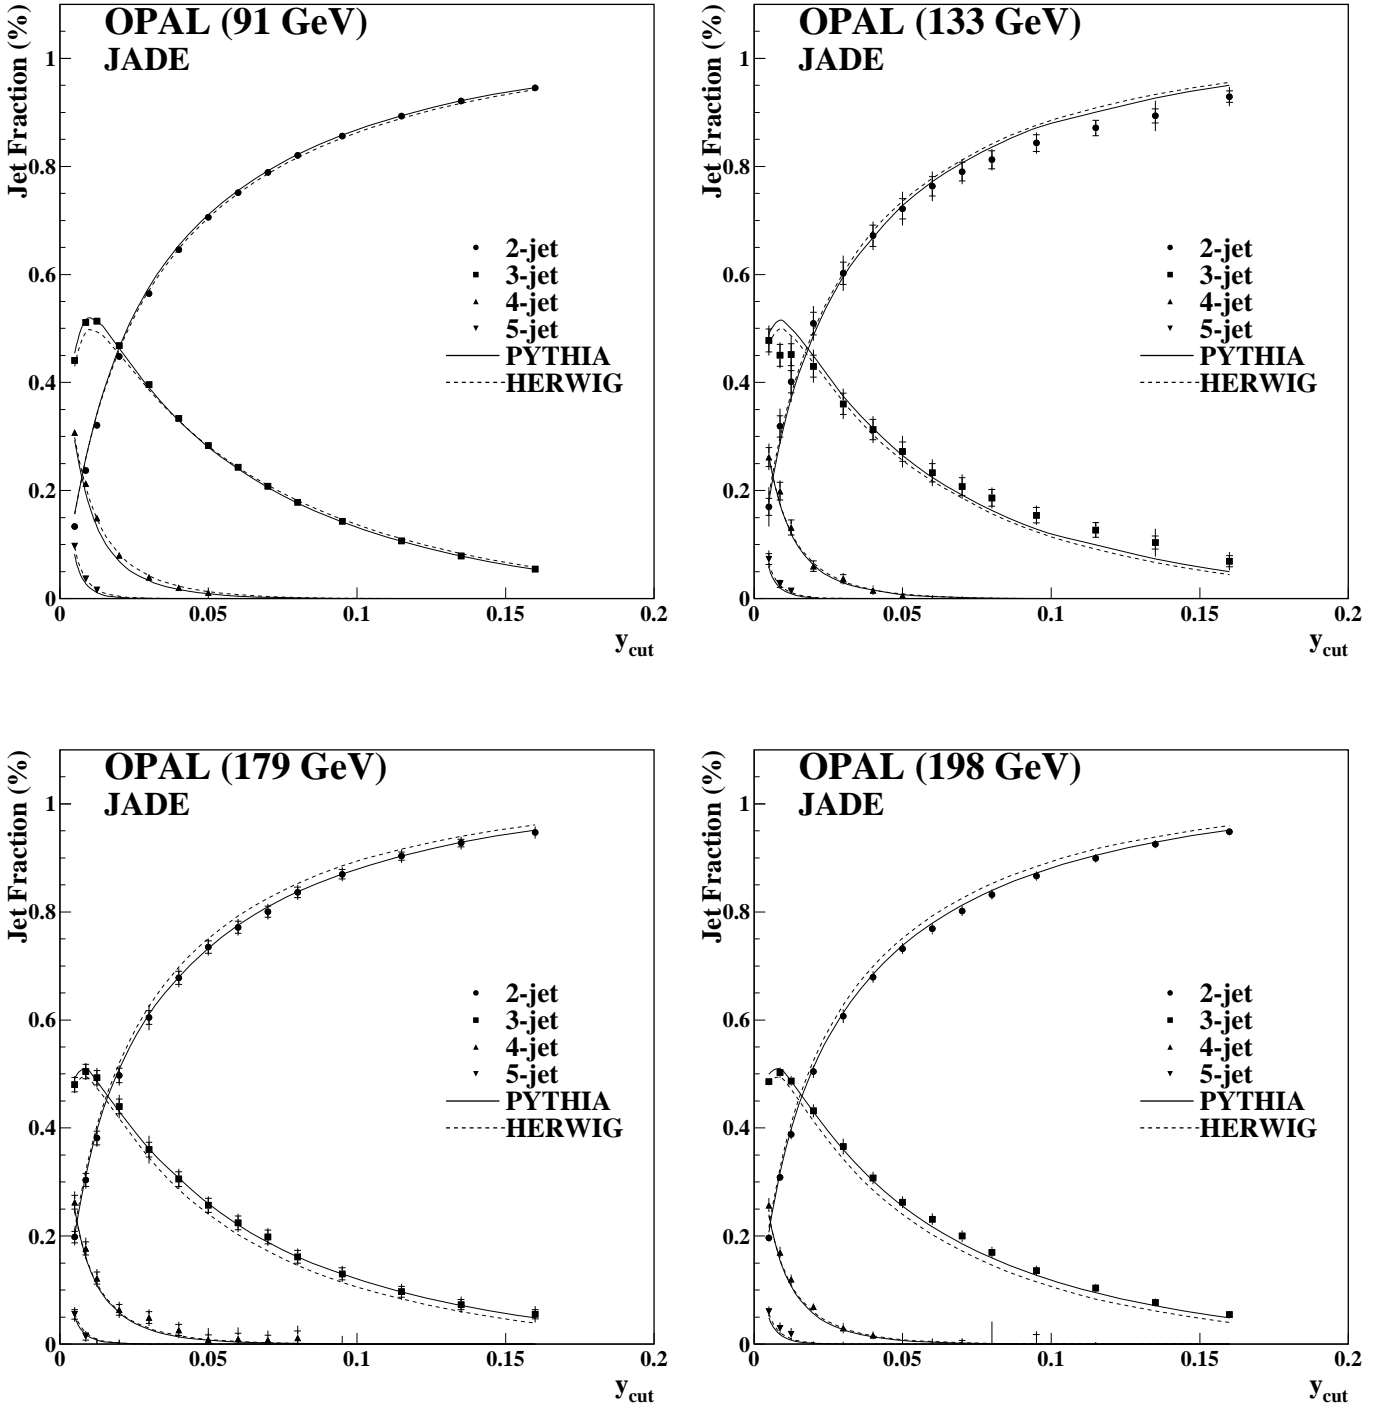 OPAL (91 GeV)
JADE
Jet Fraction (%)
1
0.8
0.6
0.4
0.2
0
2-jet
3-jet
4-jet
5-jet
PYTHIA
HERWIG
0 0.05 0.1 0.15 0.2
y_cut
OPAL (133 GeV)
JADE
Jet Fraction (%)
1
0.8
0.6
0.4
0.2
0
2-jet
3-jet
4-jet
5-jet
PYTHIA
HERWIG
0 0.05 0.1 0.15 0.2
y_cut
OPAL (179 GeV)
JADE
Jet Fraction (%)
1
0.8
0.6
0.4
0.2
0
2-jet
3-jet
4-jet
5-jet
PYTHIA
HERWIG
0 0.05 0.1 0.15 0.2
y_cut
OPAL (198 GeV)
JADE
Jet Fraction (%)
1
0.8
0.6
0.4
0.2
0
2-jet
3-jet
4-jet
5-jet
PYTHIA
HERWIG
0 0.05 0.1 0.15 0.2
y_cut